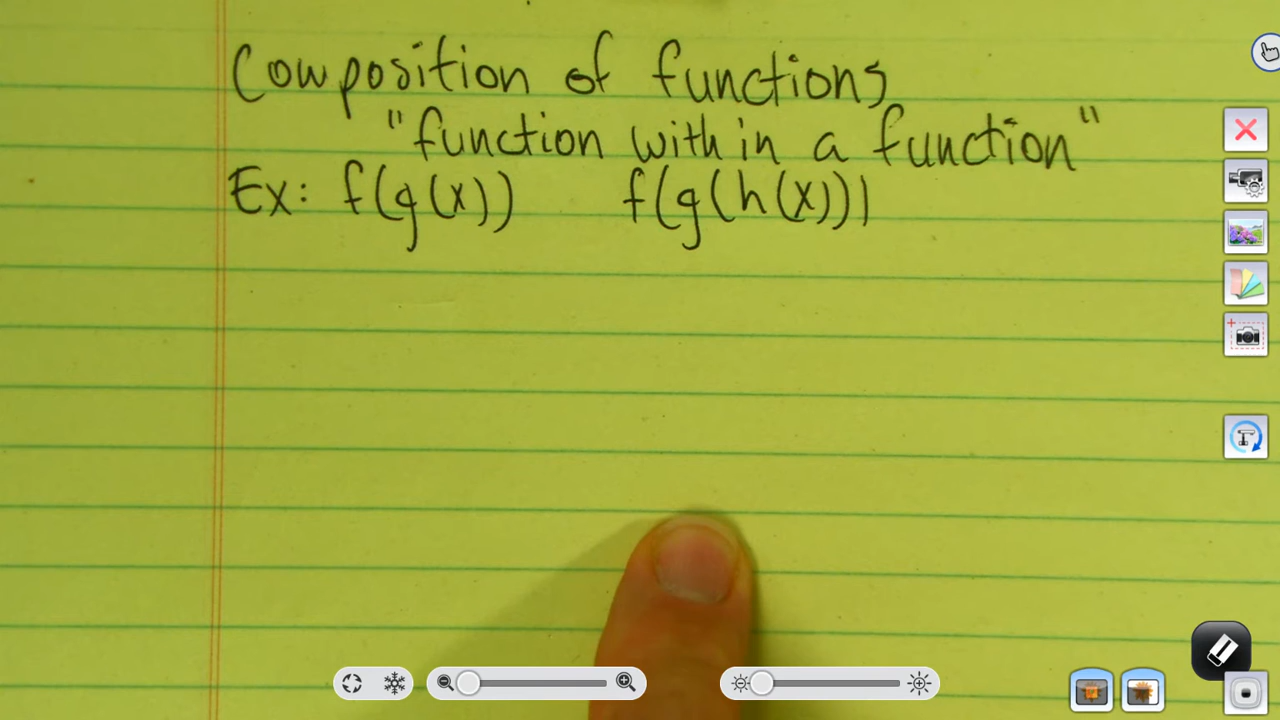 Composition of functions
"function with in a function"
Ex: f(g(x)) f(g(h(x)))